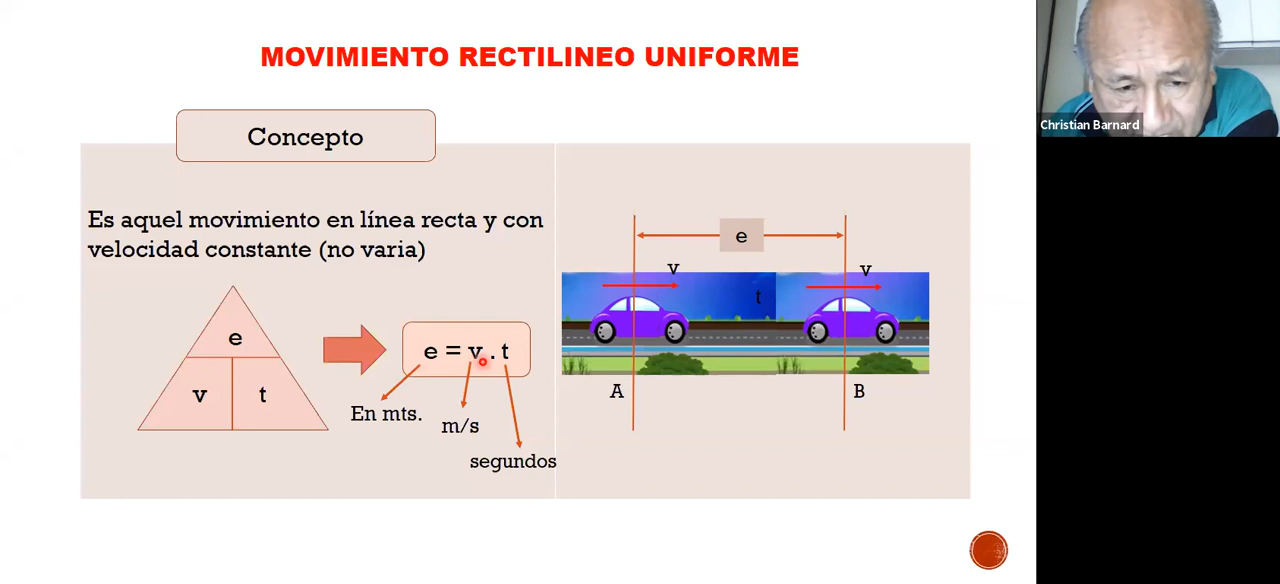 MOVIMIENTO RECTILINEO UNIFORME
Concepto
Es aquel movimiento en línea recta y con
velocidad constante (no varia)
e
v t
e = v . t
En mts.
m/s
segundos
e
v v
t
A B
Christian Barnard